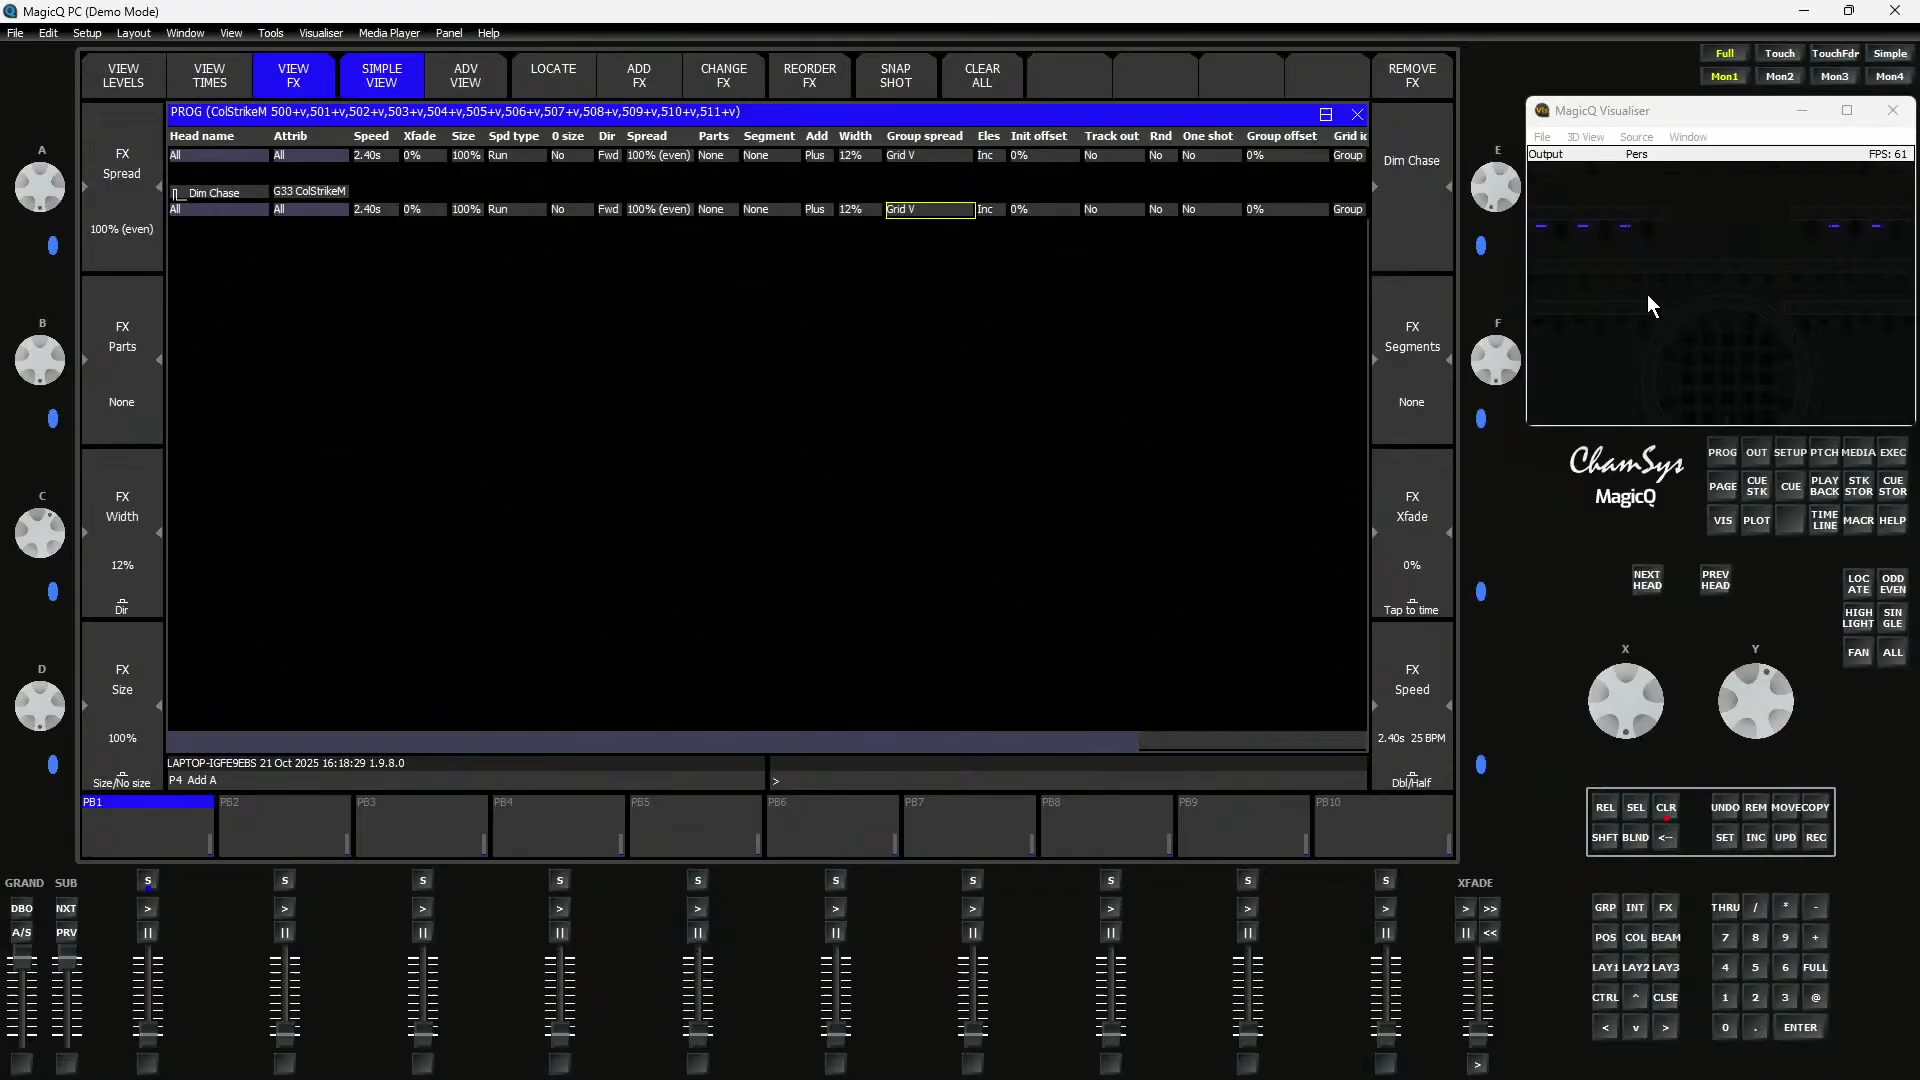 MagicQ PC (Demo Mode)
File Edit Setup Layout Window View Tools Visualiser Media Player Panel Help
VIEW LEVELS
VIEW TIMES
VIEW FX
SIMPLE VIEW
ADV VIEW
LOCATE
ADD FX
CHANGE FX
REORDER FX
SNAP SHOT
CLEAR ALL
REMOVE FX
Full Touch TouchFdr Simple
Mon1 Mon2 Mon3 Mon4
PROG (ColStrikeM 500+v,501+v,502+v,503+v,504+v,505+v,506+v,507+v,508+v,509+v,510+v,511+v)
Head name Attrib Speed Xfade Size Spd type 0 size Dir Spread Parts Segment Add Width Group spread Eles Init offset Track out Rnd One shot Group offset Grid ic
All All 2.40s 0% 100% Run No Fwd 100% (even) None None Plus 12% Grid V Inc 0% No No No 0% Group
Dim Chase G33 ColStrikeM
All All 2.40s 0% 100% Run No Fwd 100% (even) None None Plus 12% Grid V Inc 0% No No No 0% Group
A
FX Spread
100% (even)
B
FX Parts
None
C
FX Width
12%
Dir
D
FX Size
100%
Size/No size
Dim Chase
E
FX Segments
None
F
FX Xfade
0%
Tap to time
FX Speed
2.40s 25 BPM
Dbl/Half
MagicQ Visualiser
File 3D View Source Window
Output Pers FPS: 61
ChamSys
MagicQ
PROG OUT SETUP PTCH MEDIA EXEC
PAGE CUE STK CUE PLAY BACK STK STOR CUE STOR
VIS PLOT TIME LINE MACR HELP
NEXT HEAD PREV HEAD
LOC ATE ODD EVEN
HIGH LIGHT SIN GLE
FAN ALL
X Y
LAPTOP-IGFE9EBS 21 Oct 2025 16:18:29 1.9.8.0
P4 Add A
>
PB1 PB2 PB3 PB4 PB5 PB6 PB7 PB8 PB9 PB10
REL SEL CLR UNDO REM MOVE COPY
SHFT BLND <-- SET INC UPD REC
GRAND SUB
DBO NXT
A/S PRV
S S S S S S S S S S
> > > > > > > > > >
|| || || || || || || || || ||
XFADE
> >>
|| <<
>
GRP INT FX THRU / * -
POS COL BEAM 7 8 9 +
LAY1 LAY2 LAY3 4 5 6 FULL
CTRL ^ CLSE 1 2 3 @
< v > 0 . ENTER